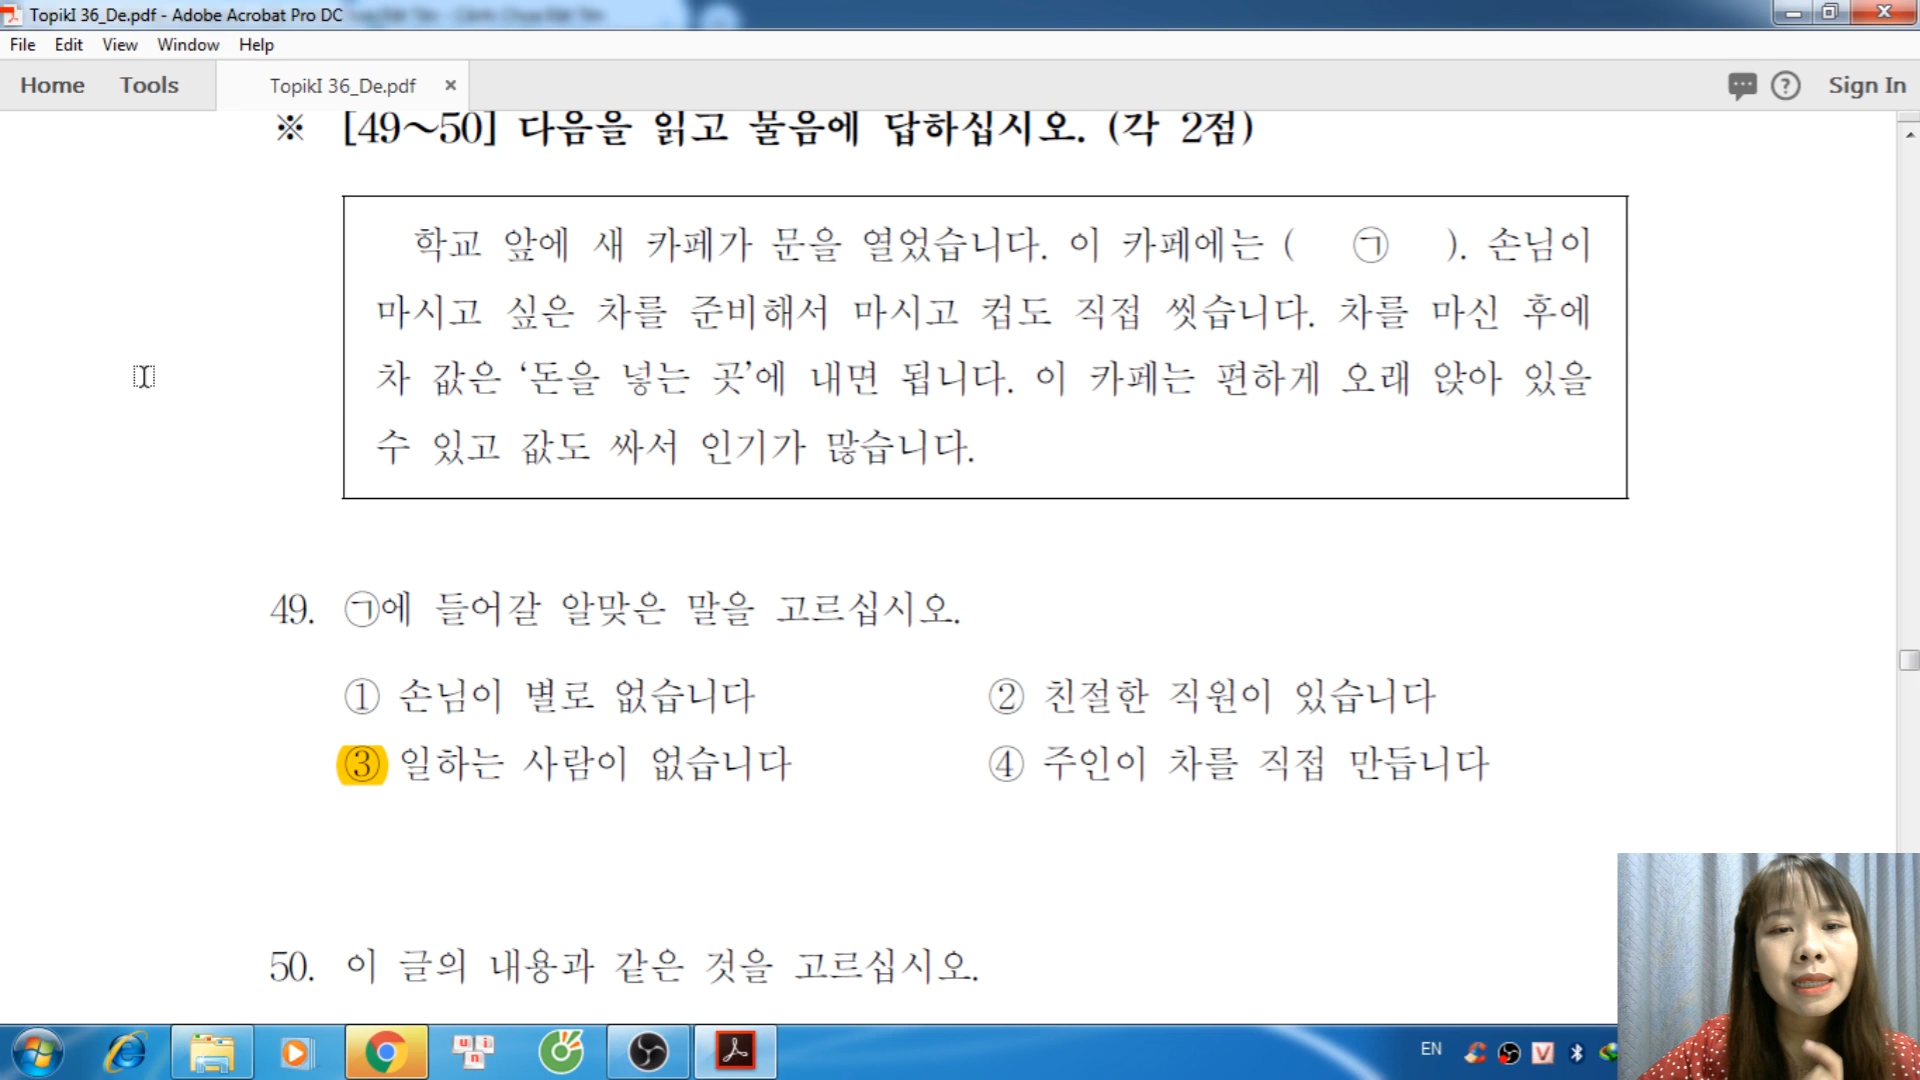 TopikI 36_De.pdf - Adobe Acrobat Pro DC
File Edit View Window Help
Home Tools TopikI 36_De.pdf × ? Sign In
※ [49～50] 다음을 읽고 물음에 답하십시오. (각 2점)
학교 앞에 새 카페가 문을 열었습니다. 이 카페에는 ( ㉠ ). 손님이
마시고 싶은 차를 준비해서 마시고 컵도 직접 씻습니다. 차를 마신 후에
차 값은 ‘돈을 넣는 곳’에 내면 됩니다. 이 카페는 편하게 오래 앉아 있을
수 있고 값도 싸서 인기가 많습니다.
49. ㉠에 들어갈 알맞은 말을 고르십시오.
① 손님이 별로 없습니다 ② 친절한 직원이 있습니다
③ 일하는 사람이 없습니다 ④ 주인이 차를 직접 만듭니다
50. 이 글의 내용과 같은 것을 고르십시오.
EN